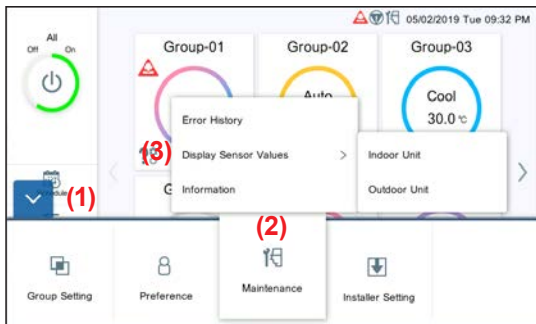 05/02/2019 Tue 09:32 PM
All
Off On
Group-01
Group-02
Group-03
Auto
Cool
30.0 ℃
Error History
(3)
Display Sensor Values >
Indoor Unit
Information
Outdoor Unit
Schedule
(1)
(2)
Group Setting
Preference
Maintenance
Installer Setting